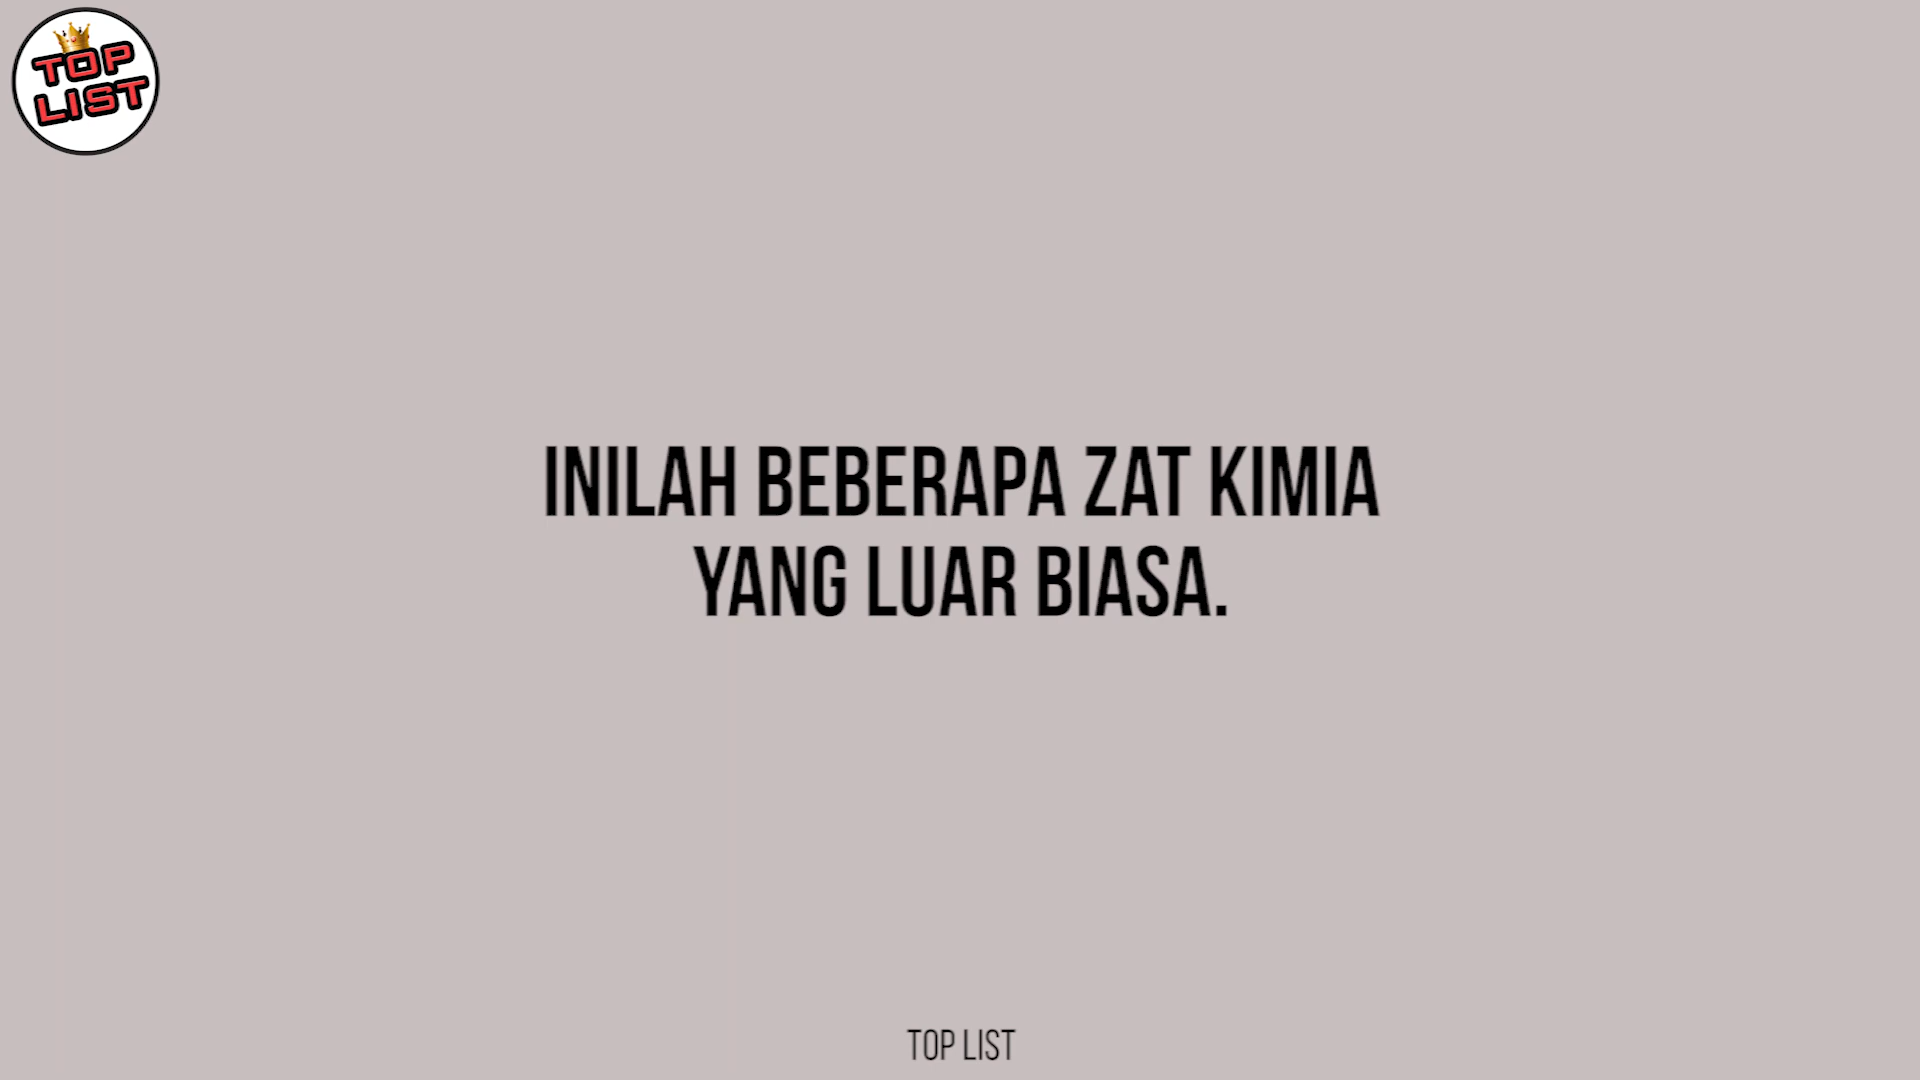 TOP
LIST
INILAH BEBERAPA ZAT KIMIA
YANG LUAR BIASA.
TOP LIST